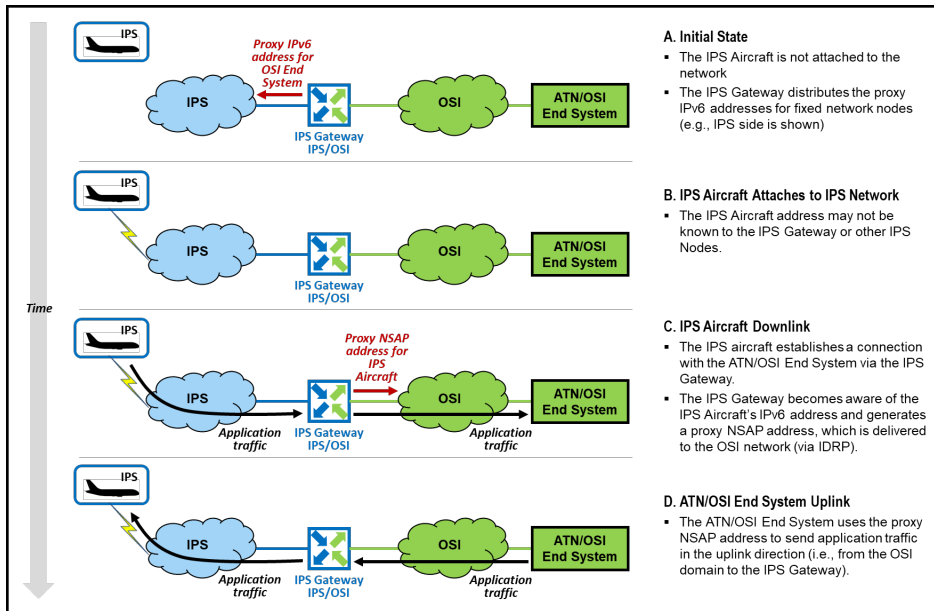 IPS
Proxy IPv6
address for
OSI End
System
IPS
OSI
ATN/OSI
End System
IPS Gateway
IPS/OSI
A. Initial State
▪ The IPS Aircraft is not attached to the
network
▪ The IPS Gateway distributes the proxy
IPv6 addresses for fixed network nodes
(e.g., IPS side is shown)
IPS
IPS
OSI
ATN/OSI
End System
IPS Gateway
IPS/OSI
B. IPS Aircraft Attaches to IPS Network
▪ The IPS Aircraft address may not be
known to the IPS Gateway or other IPS
Nodes.
Time
IPS
Proxy NSAP
address for
IPS
Aircraft
IPS
OSI
ATN/OSI
End System
Application
traffic
IPS Gateway
IPS/OSI
Application
traffic
C. IPS Aircraft Downlink
▪ The IPS aircraft establishes a connection
with the ATN/OSI End System via the IPS
Gateway.
▪ The IPS Gateway becomes aware of the
IPS Aircraft's IPv6 address and generates
a proxy NSAP address, which is delivered
to the OSI network (via IDRP).
IPS
IPS
OSI
ATN/OSI
End System
Application
traffic
IPS Gateway
IPS/OSI
Application
traffic
D. ATN/OSI End System Uplink
▪ The ATN/OSI End System uses the proxy
NSAP address to send application traffic
in the uplink direction (i.e., from the OSI
domain to the IPS Gateway).